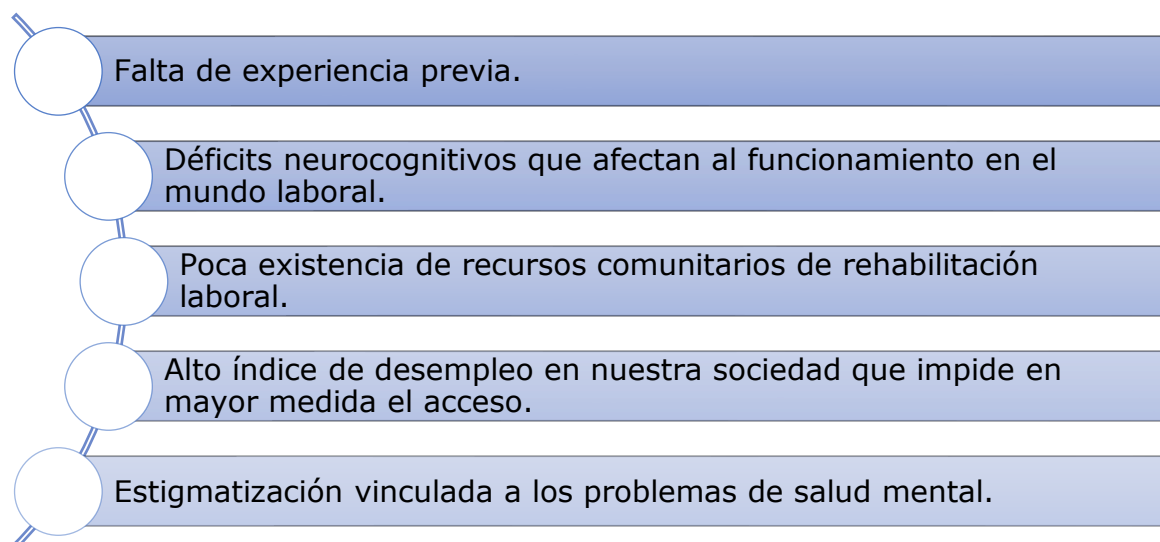 Falta de experiencia previa.
Déficits neurocognitivos que afectan al funcionamiento en el
mundo laboral.
Poca existencia de recursos comunitarios de rehabilitación
laboral.
Alto índice de desempleo en nuestra sociedad que impide en
mayor medida el acceso.
Estigmatización vinculada a los problemas de salud mental.